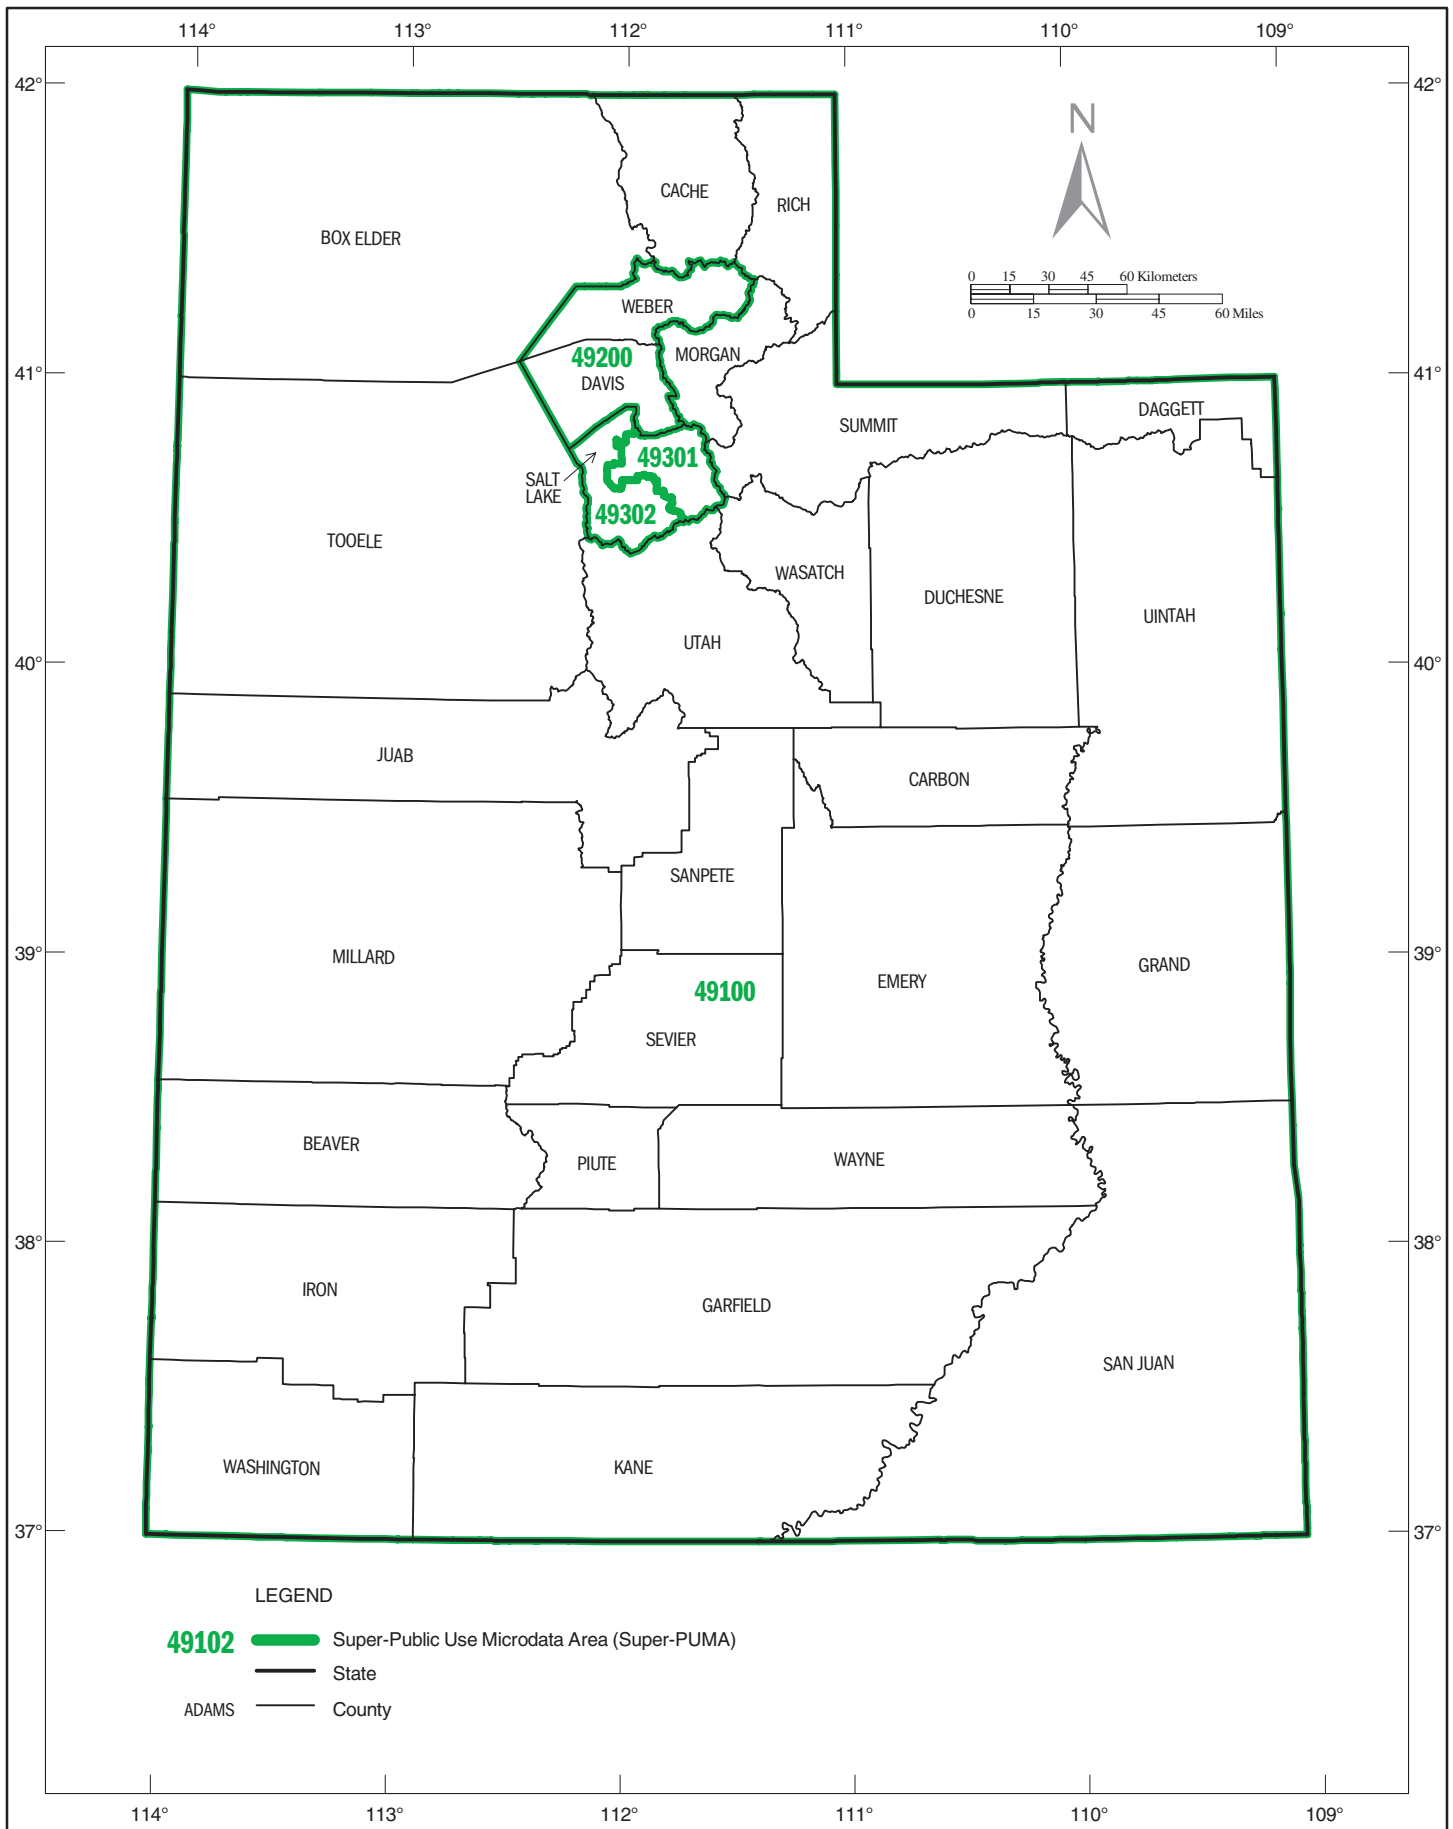 114° 113° 112° 111° 110° 109°
42° 42°
N
CACHE
RICH
BOX ELDER
0 15 30 45 60 Kilometers
0 15 30 45 60 Miles
WEBER
49200
MORGAN
DAVIS
41° 41°
DAGGETT
SUMMIT
49301
SALT
LAKE
49302
TOOELE
WASATCH
DUCHESNE
UINTAH
UTAH
40° 40°
JUAB
CARBON
SANPETE
MILLARD
39° 39°
GRAND
EMERY
49100
SEVIER
BEAVER
PIUTE
WAYNE
38° 38°
IRON
GARFIELD
SAN JUAN
WASHINGTON
KANE
37° 37°
LEGEND
49102 Super-Public Use Microdata Area (Super-PUMA)
State
ADAMS County
114° 113° 112° 111° 110° 109°